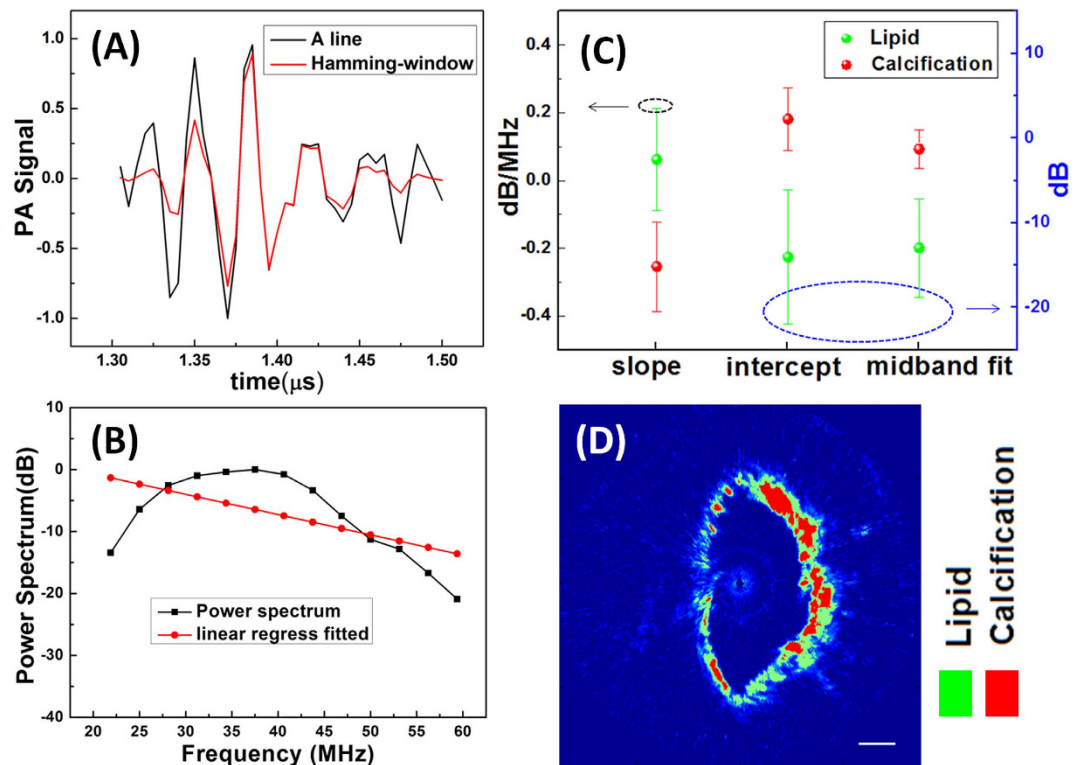 (A)
A line
Hamming-window
1.0
0.5
0.0
-0.5
-1.0
PA Signal
1.30 1.35 1.40 1.45 1.50
time(μs)
(B)
10
0
-10
-20
-30
-40
Power Spectrum(dB)
Power spectrum
linear regress fitted
20 25 30 35 40 45 50 55 60
Frequency (MHz)
(C)
Lipid
Calcification
0.4
0.2
0.0
-0.2
-0.4
dB/MHz
10
0
-10
-20
dB
slope intercept midband fit
(D)
Lipid
Calcification